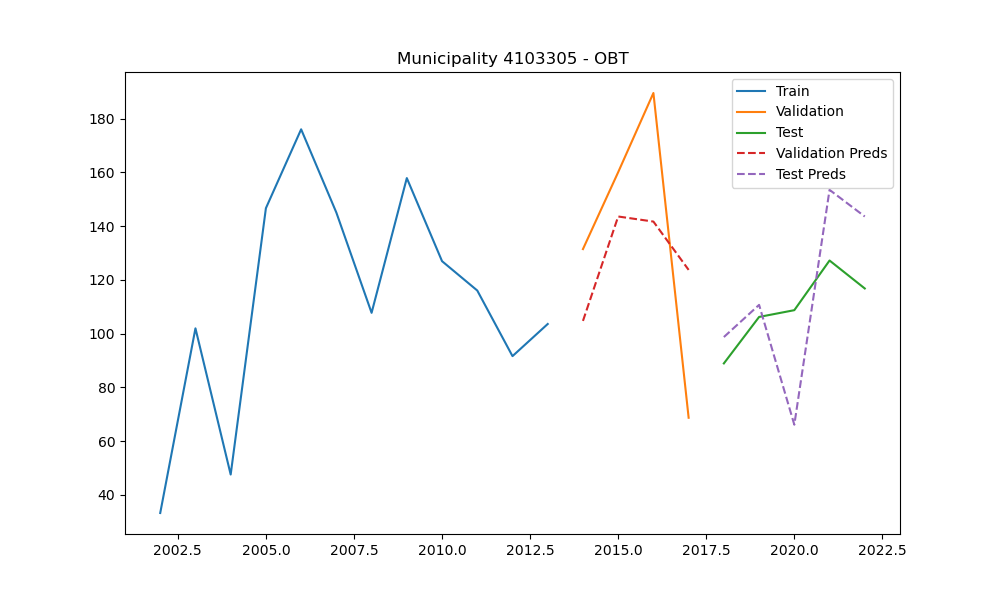 Municipality 4103305 - OBT
Train
Validation
Test
Validation Preds
Test Preds
180
160
140
120
100
80
60
40
2002.5 2005.0 2007.5 2010.0 2012.5 2015.0 2017.5 2020.0 2022.5